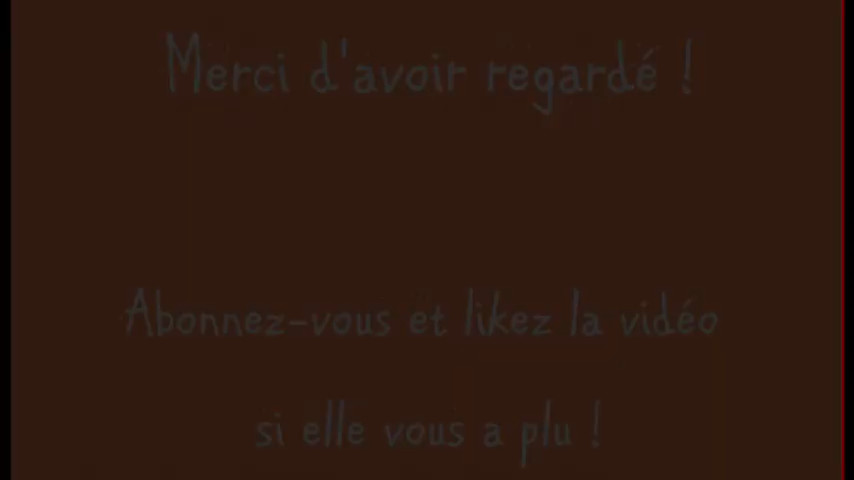 Merci d'avoir regardé !
Abonnez-vous et likez la vidéo
si elle vous a plu !